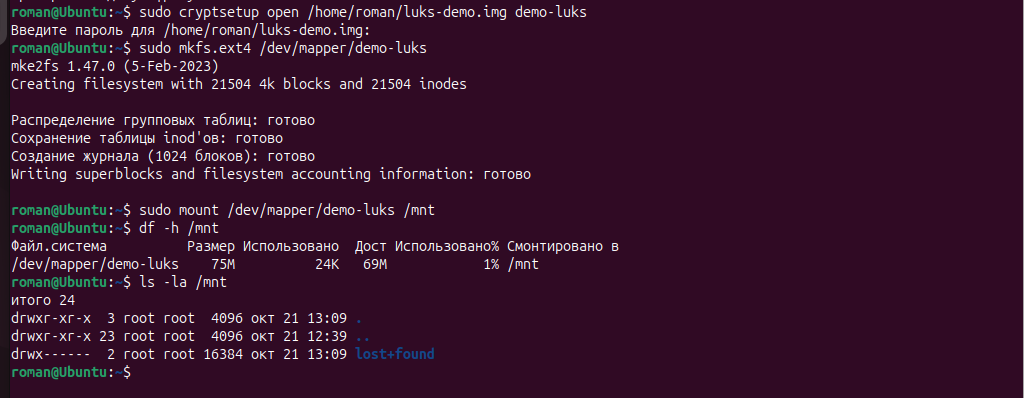 roman@Ubuntu:~$ sudo cryptsetup open /home/roman/luks-demo.img demo-luks
Введите пароль для /home/roman/luks-demo.img:
roman@Ubuntu:~$ sudo mkfs.ext4 /dev/mapper/demo-luks
mke2fs 1.47.0 (5-Feb-2023)
Creating filesystem with 21504 4k blocks and 21504 inodes

Распределение групповых таблиц: готово
Сохранение таблицы inod'ов: готово
Создание журнала (1024 блоков): готово
Writing superblocks and filesystem accounting information: готово

roman@Ubuntu:~$ sudo mount /dev/mapper/demo-luks /mnt
roman@Ubuntu:~$ df -h /mnt
Файл.система          Размер Использовано  Дост Использовано% Смонтировано в
/dev/mapper/demo-luks    75M          24K   69M            1% /mnt
roman@Ubuntu:~$ ls -la /mnt
итого 24
drwxr-xr-x  3 root root  4096 окт 21 13:09 .
drwxr-xr-x 23 root root  4096 окт 21 12:39 ..
drwx------  2 root root 16384 окт 21 13:09 lost+found
roman@Ubuntu:~$